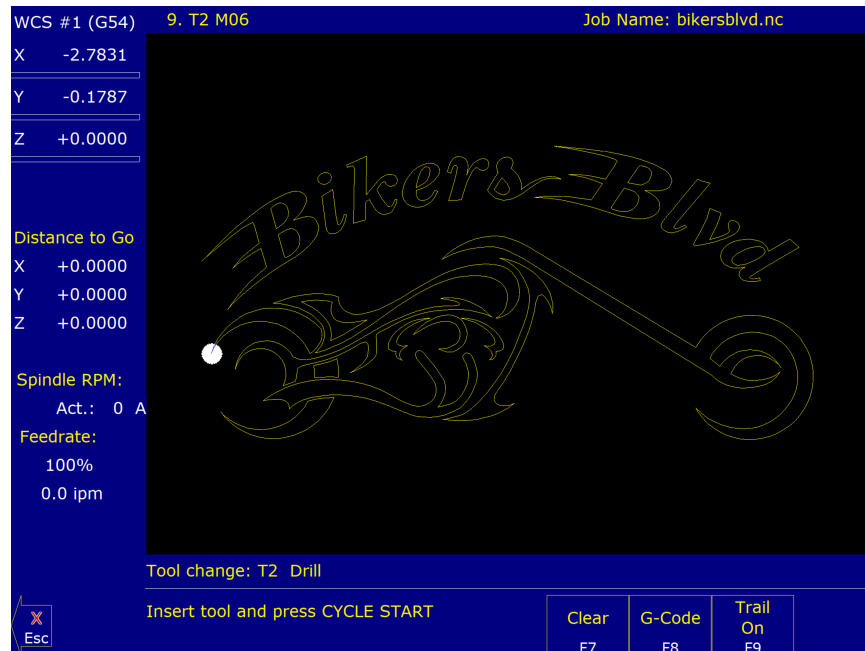 WCS #1 (G54)
9. T2 M06
Job Name: bikersblvd.nc
X -2.7831
Y -0.1787
Z +0.0000
Distance to Go
X +0.0000
Y +0.0000
Z +0.0000
Spindle RPM:
Act.: 0 A
Feedrate:
100%
0.0 ipm
Bikers Blvd
Tool change: T2 Drill
Insert tool and press CYCLE START
X
Esc
Clear
F7
G-Code
F8
Trail
On
F9